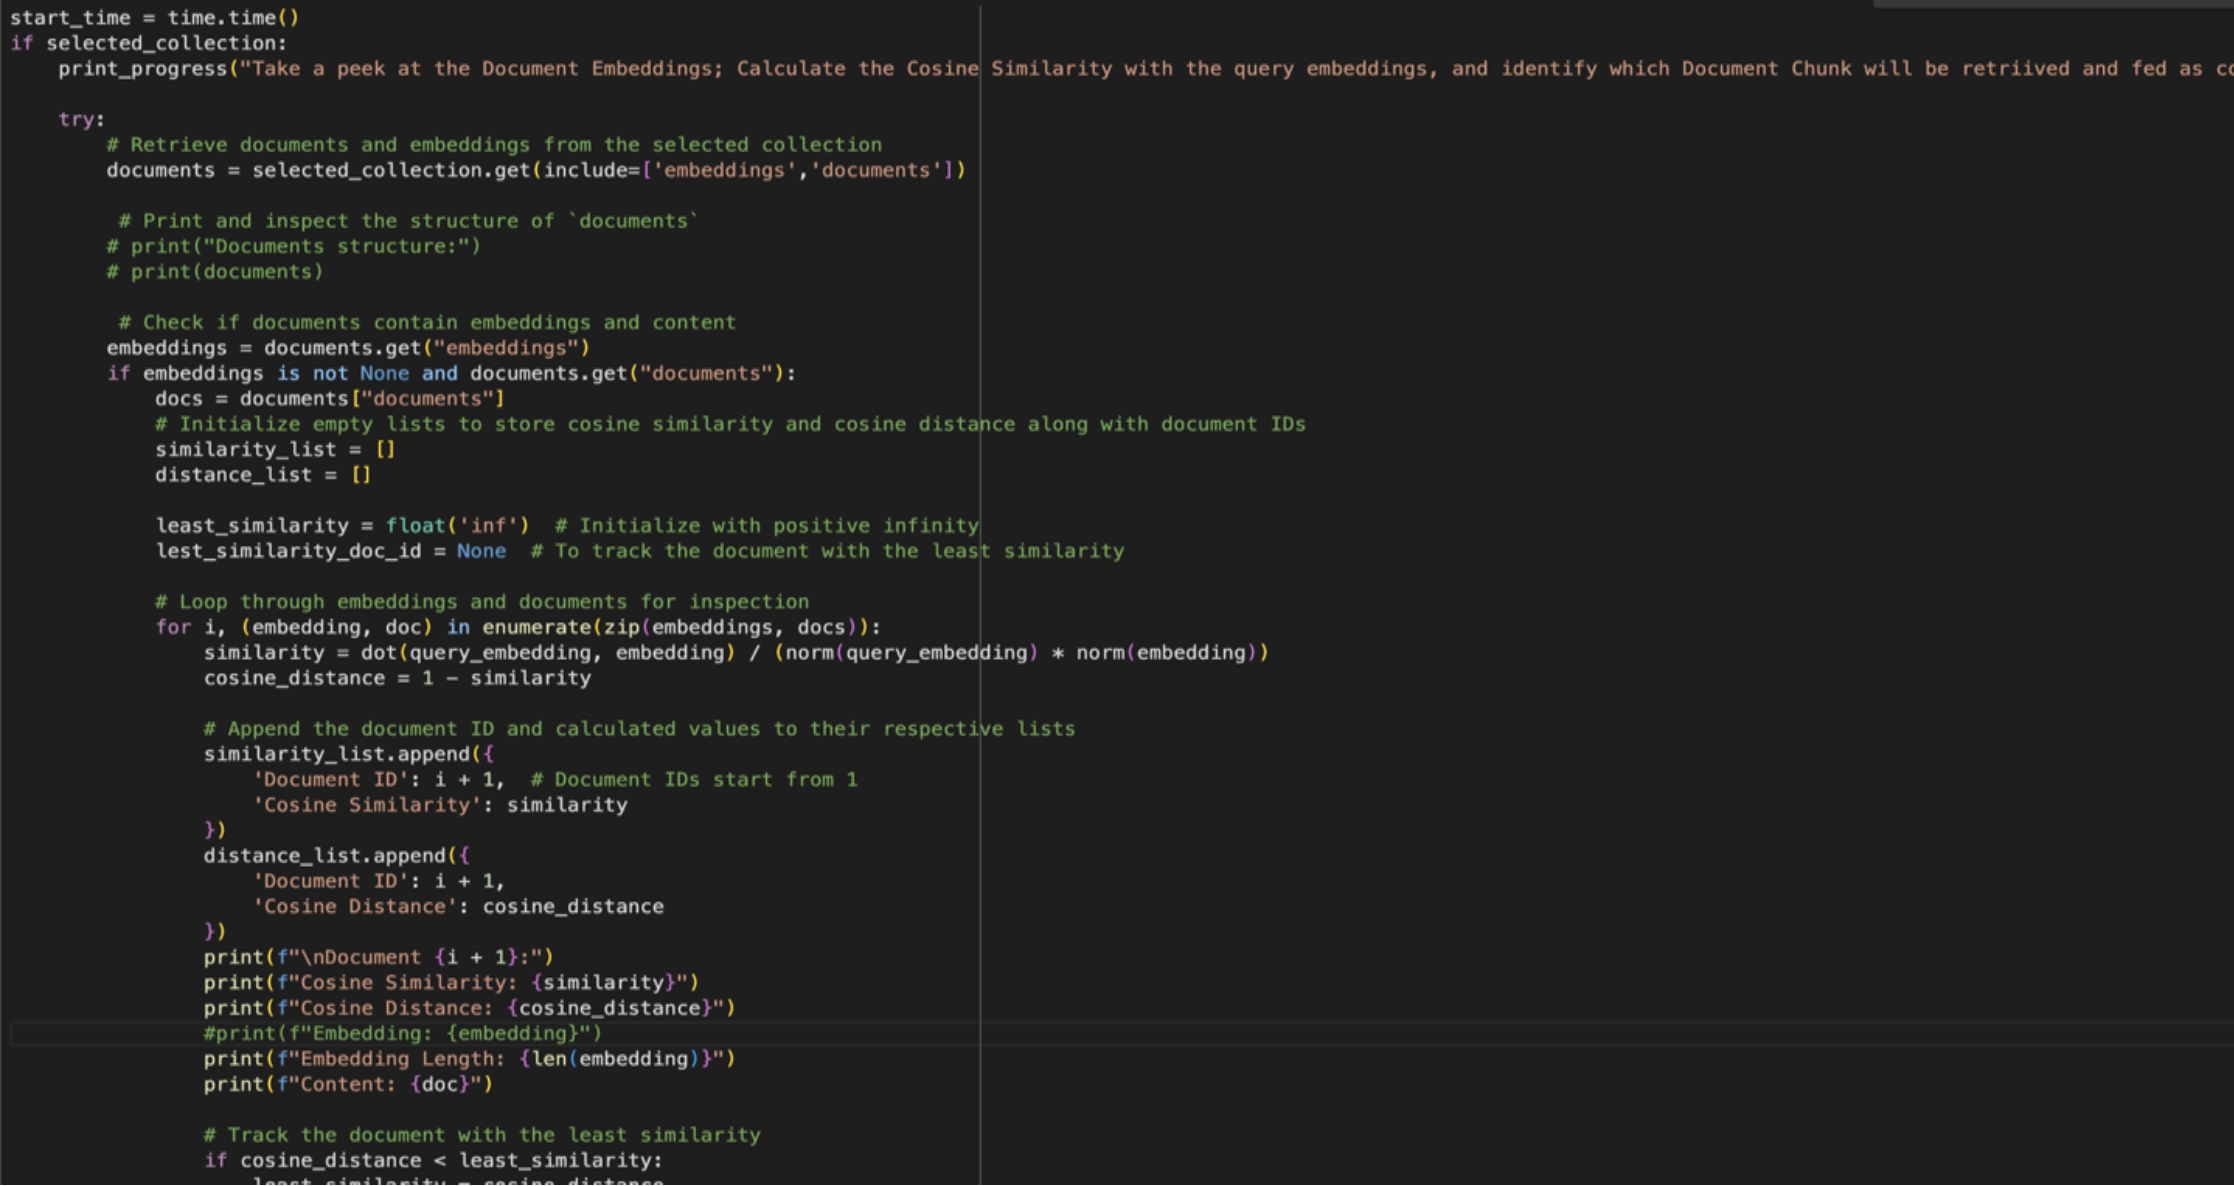 start_time = time.time()
if selected_collection:
    print_progress("Take a peek at the Document Embeddings; Calculate the Cosine Similarity with the query embeddings, and identify which Document Chunk will be retriived and fed as
    try:
        # Retrieve documents and embeddings from the selected collection
        documents = selected_collection.get(include=['embeddings','documents'])
         # Print and inspect the structure of `documents`
        # print("Documents structure:")
        # print(documents)
         # Check if documents contain embeddings and content
        embeddings = documents.get("embeddings")
        if embeddings is not None and documents.get("documents"):
            docs = documents["documents"]
            # Initialize empty lists to store cosine similarity and cosine distance along with document IDs
            similarity_list = []
            distance_list = []
            least_similarity = float('inf')  # Initialize with positive infinity
            lest_similarity_doc_id = None  # To track the document with the least similarity
            # Loop through embeddings and documents for inspection
            for i, (embedding, doc) in enumerate(zip(embeddings, docs)):
                similarity = dot(query_embedding, embedding) / (norm(query_embedding) * norm(embedding))
                cosine_distance = 1 - similarity
                # Append the document ID and calculated values to their respective lists
                similarity_list.append({
                    'Document ID': i + 1,  # Document IDs start from 1
                    'Cosine Similarity': similarity
                })
                distance_list.append({
                    'Document ID': i + 1,
                    'Cosine Distance': cosine_distance
                })
                print(f"\nDocument {i + 1}:")
                print(f"Cosine Similarity: {similarity}")
                print(f"Cosine Distance: {cosine_distance}")
                #print(f"Embedding: {embedding}")
                print(f"Embedding Length: {len(embedding)}")
                print(f"Content: {doc}")
                # Track the document with the least similarity
                if cosine_distance < least_similarity: